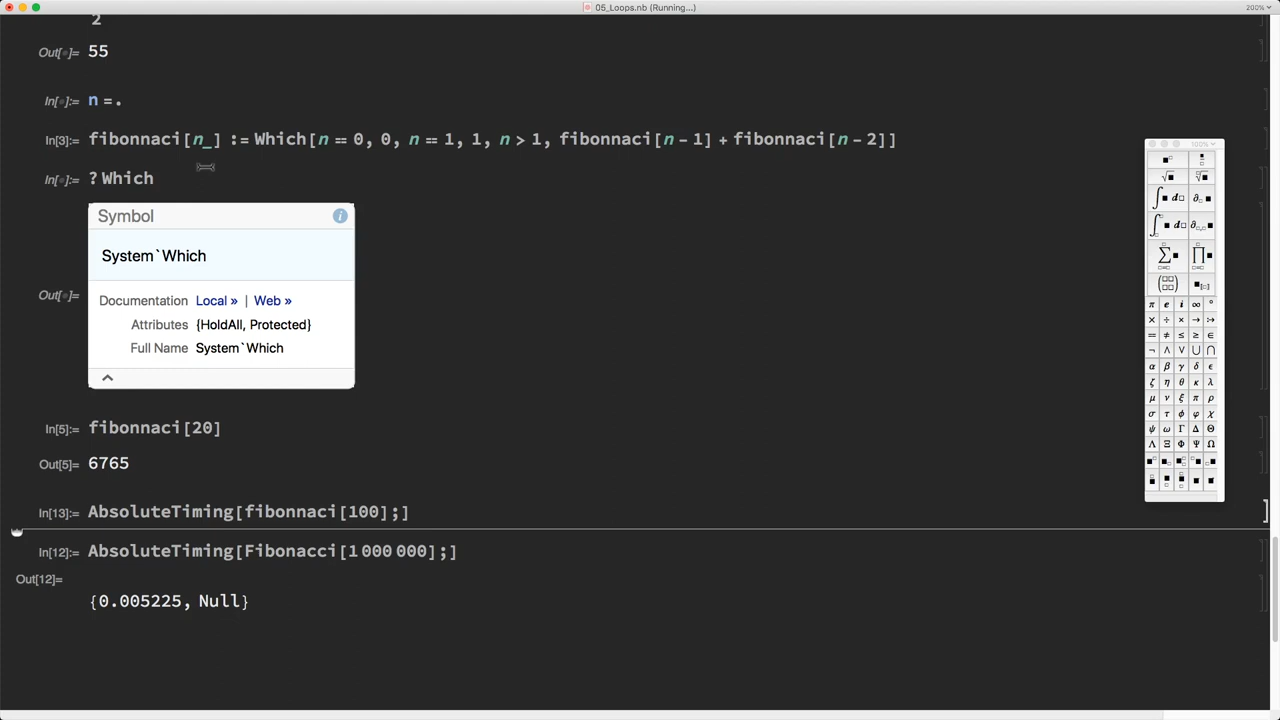 05_Loops.nb (Running...)
200%
2
Out[•]= 55
In[•]:= n =.
In[3]:= fibonnaci[n_] := Which[n == 0, 0, n == 1, 1, n > 1, fibonnaci[n - 1] + fibonnaci[n - 2]]
In[•]:= ? Which
Symbol
System`Which
Out[•]=
Documentation Local » | Web »
Attributes {HoldAll, Protected}
Full Name System`Which
In[5]:= fibonnaci[20]
Out[5]= 6765
In[13]:= AbsoluteTiming[fibonnaci[100];]
In[12]:= AbsoluteTiming[Fibonacci[1 000 000];]
Out[12]=
{0.005225, Null}
100%
∫ d ∂
∫ d ∂
∑ ∏
π e i ∞ °
× ÷ × → :→
== ≠ ≤ ≥ ∈
¬ ∧ ∨ ∪ ∩
α β γ δ ϵ
ζ η θ κ λ
μ ν ξ π ρ
σ τ ϕ φ χ
ψ ω Γ Δ Θ
Λ Ξ Φ Ψ Ω